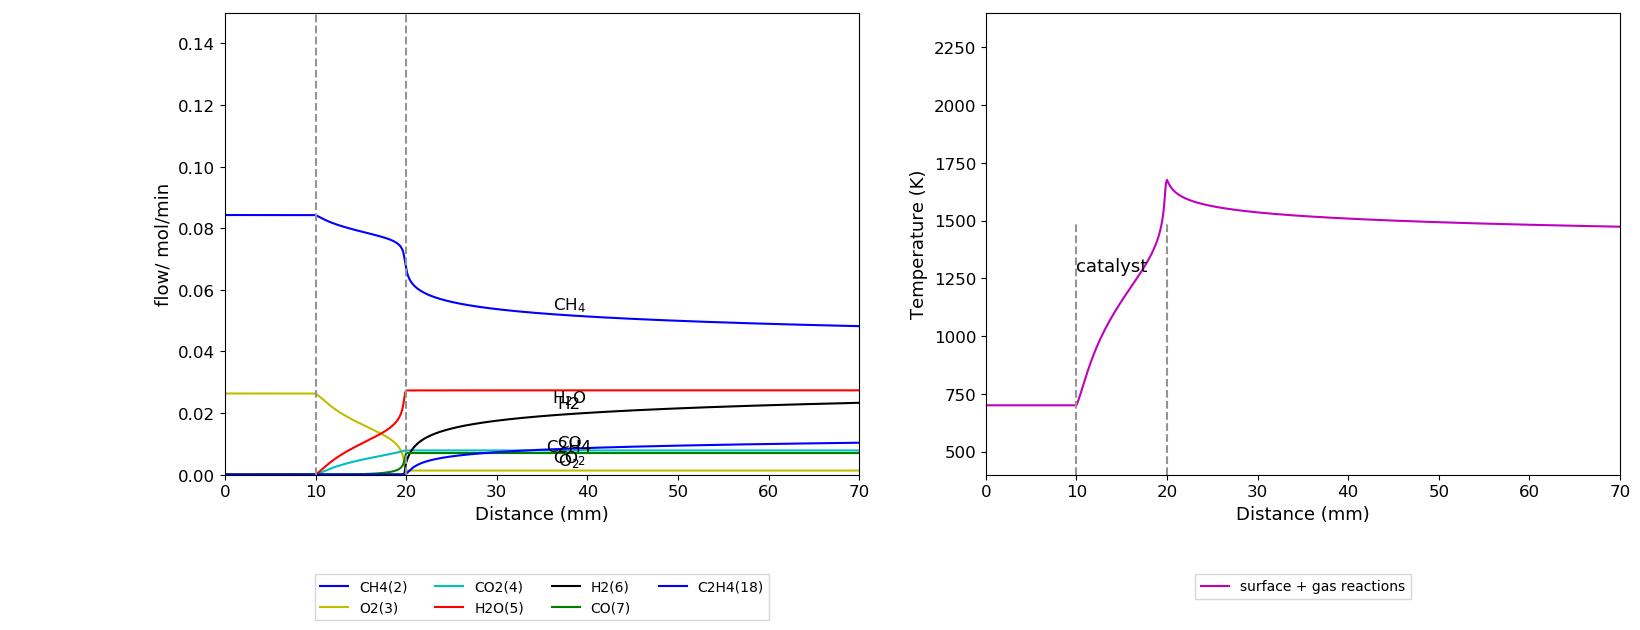 flow/ mol/min
0.14
0.12
0.10
0.08
0.06
0.04
0.02
0.00
CH₄
H₂O
H2
CO
C2H4
CO₂
O₂
0 10 20 30 40 50 60 70
Distance (mm)
CH4(2) CO2(4) H2(6) C2H4(18)
O2(3) H2O(5) CO(7)
Temperature (K)
2250
2000
1750
1500
1250
1000
750
500
catalyst
0 10 20 30 40 50 60 70
Distance (mm)
surface + gas reactions